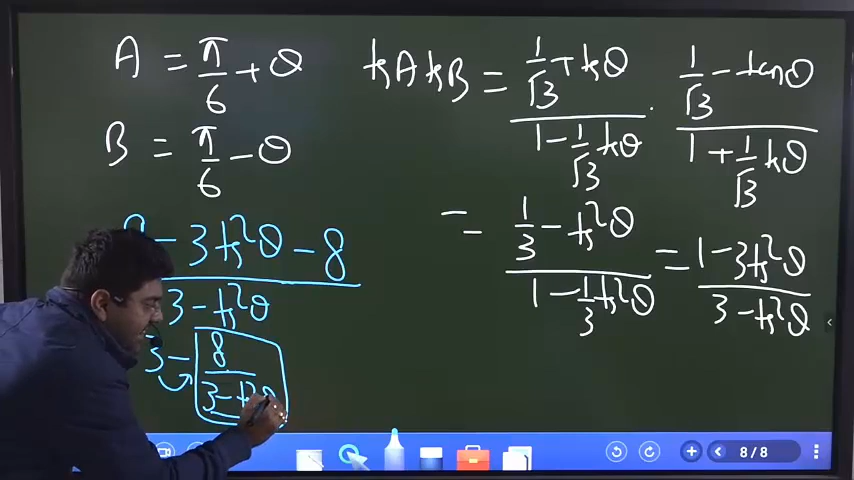 A = π/6 + θ
B = π/6 - θ
- 3t²θ - 8
3 - t²θ
3 - 8
3 - t²θ
tA tB = (1/√3 + tθ)/(1 - 1/√3 tθ) . (1/√3 - tanθ)/(1 + 1/√3 tθ)
= (1/3 - t²θ)/(1 - 1/3 t²θ) = (1 - 3t²θ)/(3 - t²θ)
8/8